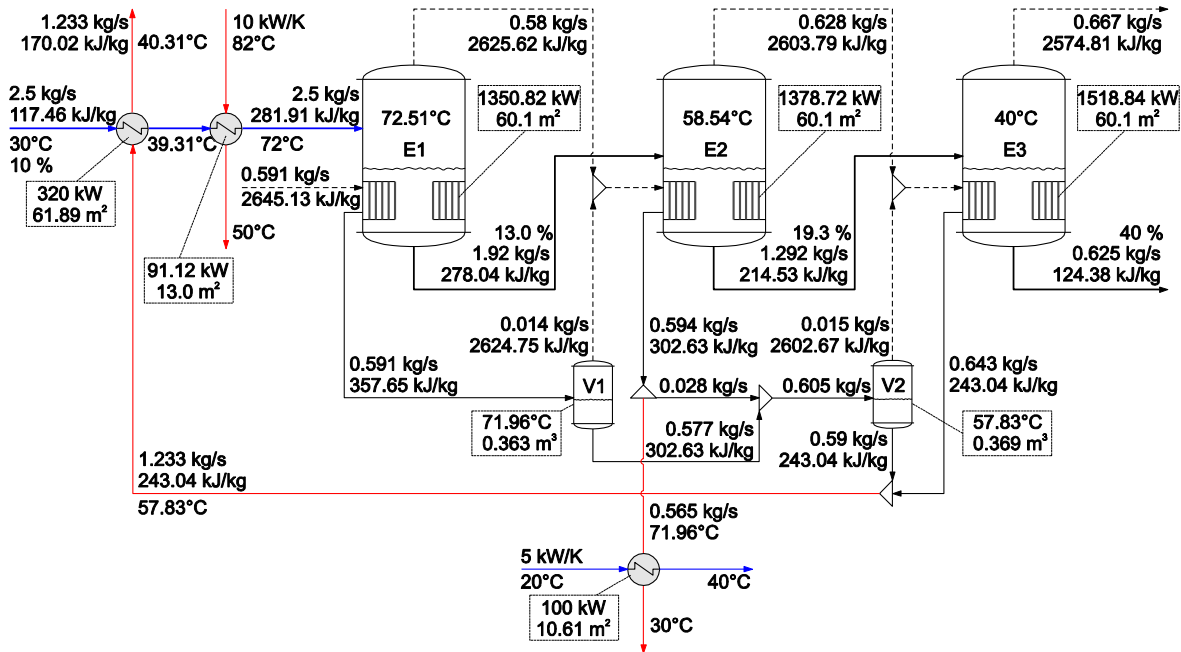 1.233 kg/s
170.02 kJ/kg
40.31°C
10 kW/K
82°C
0.58 kg/s
2625.62 kJ/kg
0.628 kg/s
2603.79 kJ/kg
0.667 kg/s
2574.81 kJ/kg
2.5 kg/s
117.46 kJ/kg
30°C
10 %
39.31°C
2.5 kg/s
281.91 kJ/kg
72°C
320 kW
61.89 m²
50°C
91.12 kW
13.0 m²
0.591 kg/s
2645.13 kJ/kg
72.51°C
E1
1350.82 kW
60.1 m²
58.54°C
E2
1378.72 kW
60.1 m²
40°C
E3
1518.84 kW
60.1 m²
13.0 %
1.92 kg/s
278.04 kJ/kg
19.3 %
1.292 kg/s
214.53 kJ/kg
40 %
0.625 kg/s
124.38 kJ/kg
0.014 kg/s
2624.75 kJ/kg
0.594 kg/s
302.63 kJ/kg
0.015 kg/s
2602.67 kJ/kg
0.591 kg/s
357.65 kJ/kg
0.643 kg/s
243.04 kJ/kg
V1
71.96°C
0.363 m³
0.028 kg/s
0.605 kg/s
V2
57.83°C
0.369 m³
0.577 kg/s
302.63 kJ/kg
0.59 kg/s
243.04 kJ/kg
1.233 kg/s
243.04 kJ/kg
57.83°C
0.565 kg/s
71.96°C
5 kW/K
20°C
40°C
100 kW
10.61 m²
30°C